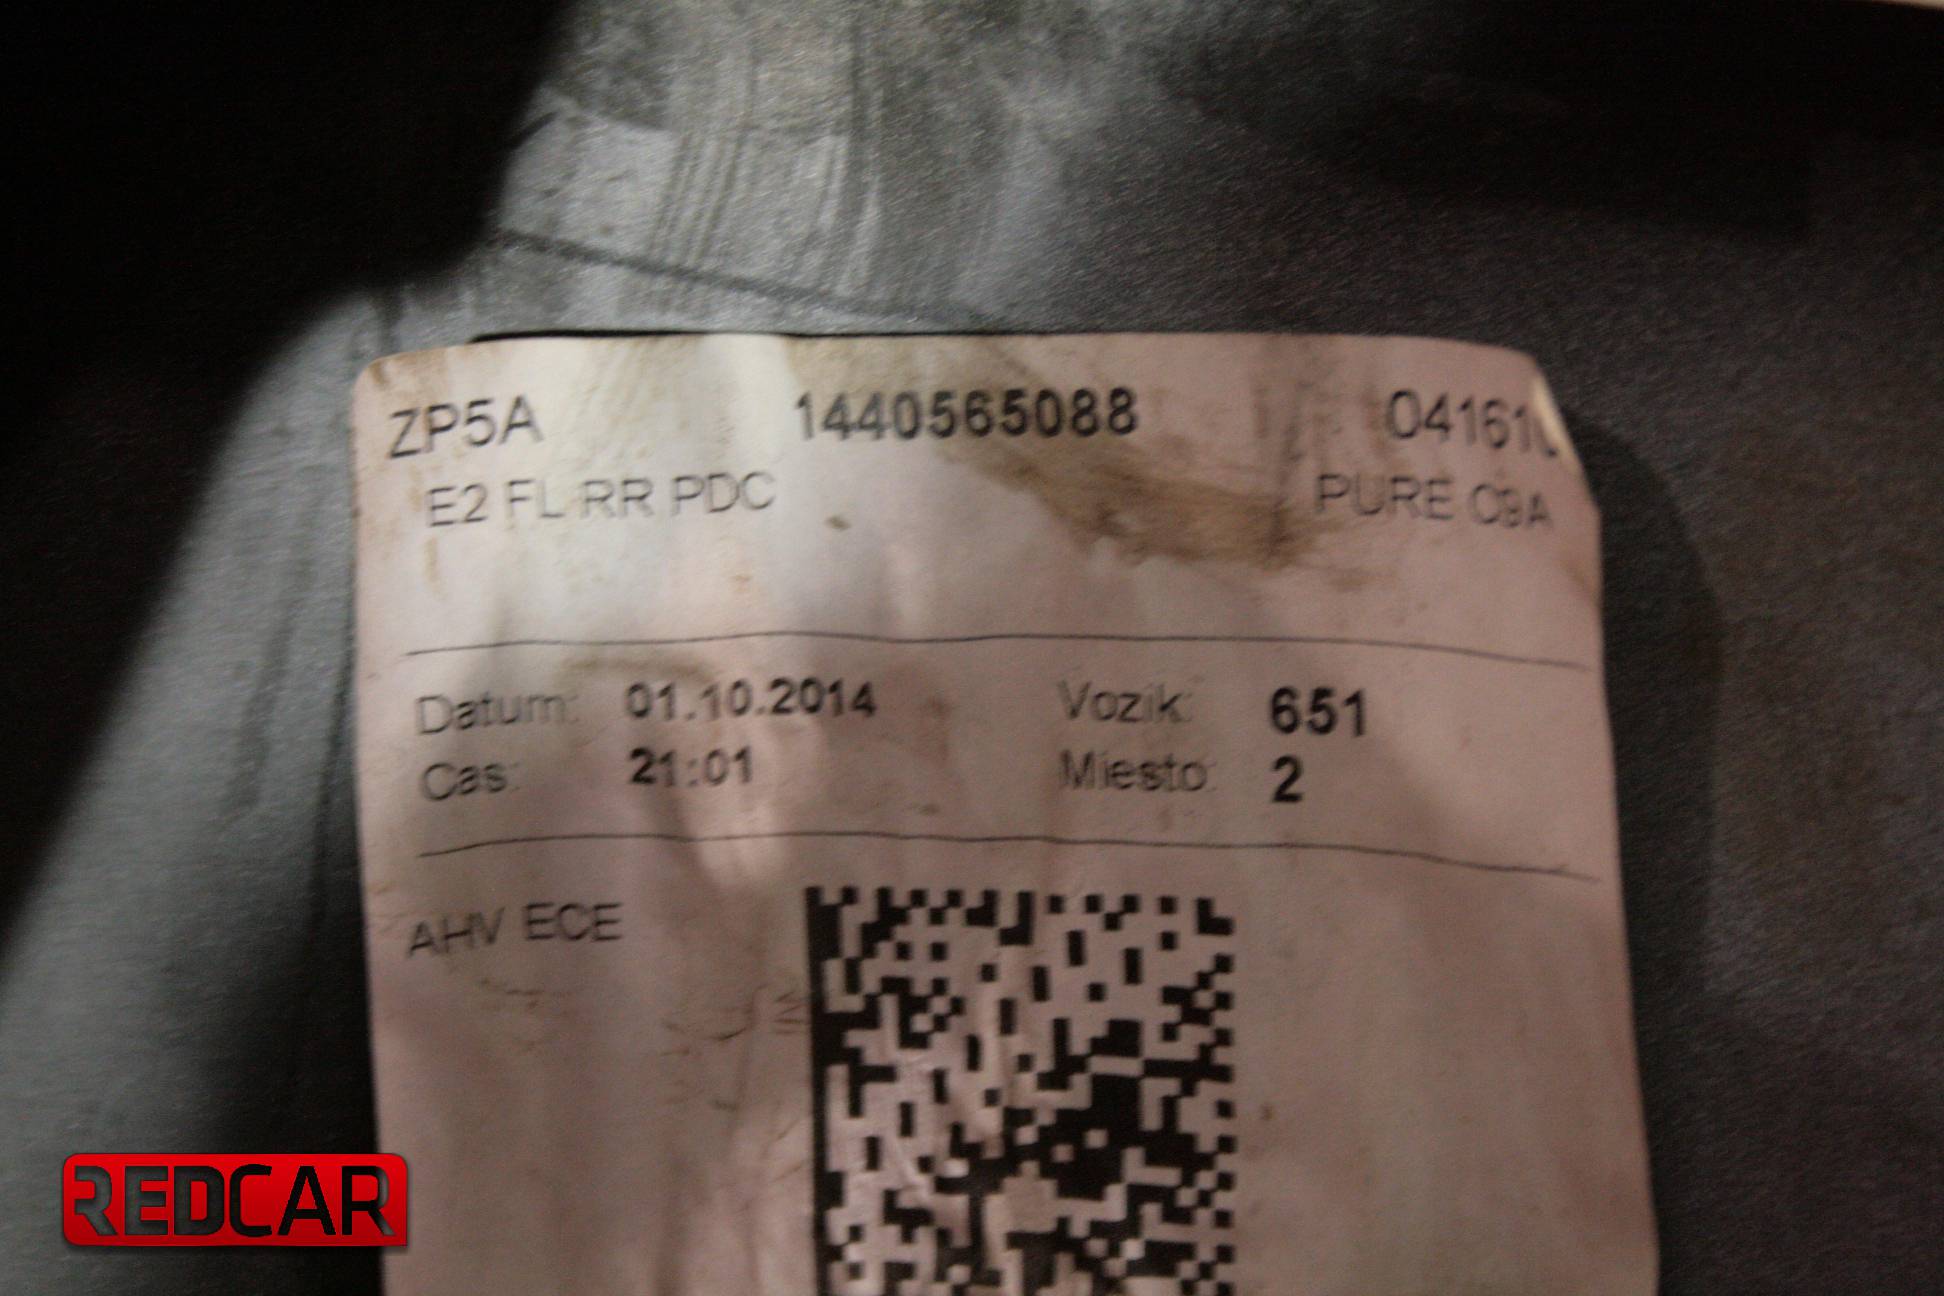 ZP5A 1440565088 041610
E2 FL RR PDC PURE C9A
Datum: 01.10.2014 Vozik: 651
Cas: 21:01 Miesto: 2
AHV ECE
REDCAR